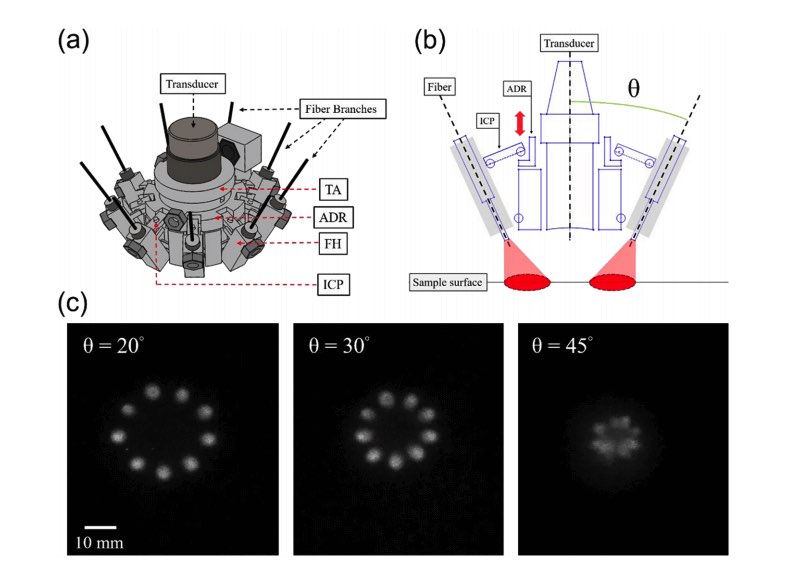 (a)
Transducer
Fiber Branches
TA
ADR
FH
ICP
(b)
Transducer
Fiber
ADR
ICP
θ
Sample surface
(c)
θ = 20°
θ = 30°
θ = 45°
10 mm